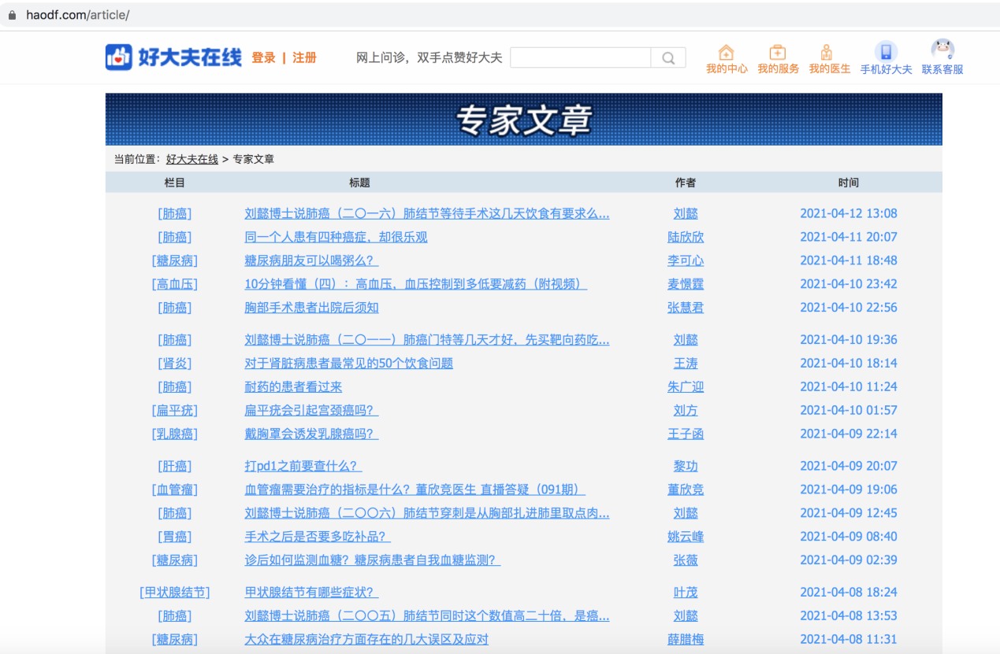 haodf.com/article/
好大夫在线 登录 | 注册 网上问诊，双手点赞好大夫 我的中心 我的服务 我的医生 手机好大夫 联系客服
专家文章
当前位置：好大夫在线 > 专家文章
栏目 标题 作者 时间
[肺癌] 刘懿博士说肺癌（二〇一六）肺结节等待手术这几天饮食有要求么... 刘懿 2021-04-12 13:08
[肺癌] 同一个人患有四种癌症，却很乐观 陆欣欣 2021-04-11 20:07
[糖尿病] 糖尿病朋友可以喝粥么？ 李可心 2021-04-11 18:48
[高血压] 10分钟看懂（四）：高血压，血压控制到多低要减药（附视频） 麦憬霆 2021-04-10 23:42
[肺癌] 胸部手术患者出院后须知 张慧君 2021-04-10 22:56
[肺癌] 刘懿博士说肺癌（二〇一一）肺癌门特等几天才好，先买靶向药吃... 刘懿 2021-04-10 19:36
[肾炎] 对于肾脏病患者最常见的50个饮食问题 王涛 2021-04-10 18:14
[肺癌] 耐药的患者看过来 朱广迎 2021-04-10 11:24
[扁平疣] 扁平疣会引起宫颈癌吗？ 刘方 2021-04-10 01:57
[乳腺癌] 戴胸罩会诱发乳腺癌吗？ 王子函 2021-04-09 22:14
[肝癌] 打pd1之前要查什么？ 黎功 2021-04-09 20:07
[血管瘤] 血管瘤需要治疗的指标是什么？董欣竞医生 直播答疑（091期） 董欣竞 2021-04-09 19:06
[肺癌] 刘懿博士说肺癌（二〇〇六）肺结节穿刺是从胸部扎进肺里取点肉... 刘懿 2021-04-09 12:45
[胃癌] 手术之后是否要多吃补品？ 姚云峰 2021-04-09 08:40
[糖尿病] 诊后如何监测血糖？糖尿病患者自我血糖监测？ 张薇 2021-04-09 02:39
[甲状腺结节] 甲状腺结节有哪些症状？ 叶茂 2021-04-08 18:24
[肺癌] 刘懿博士说肺癌（二〇〇五）肺结节同时这个数值高二十倍，是癌... 刘懿 2021-04-08 13:53
[糖尿病] 大众在糖尿病治疗方面存在的几大误区及应对 薛腊梅 2021-04-08 11:31